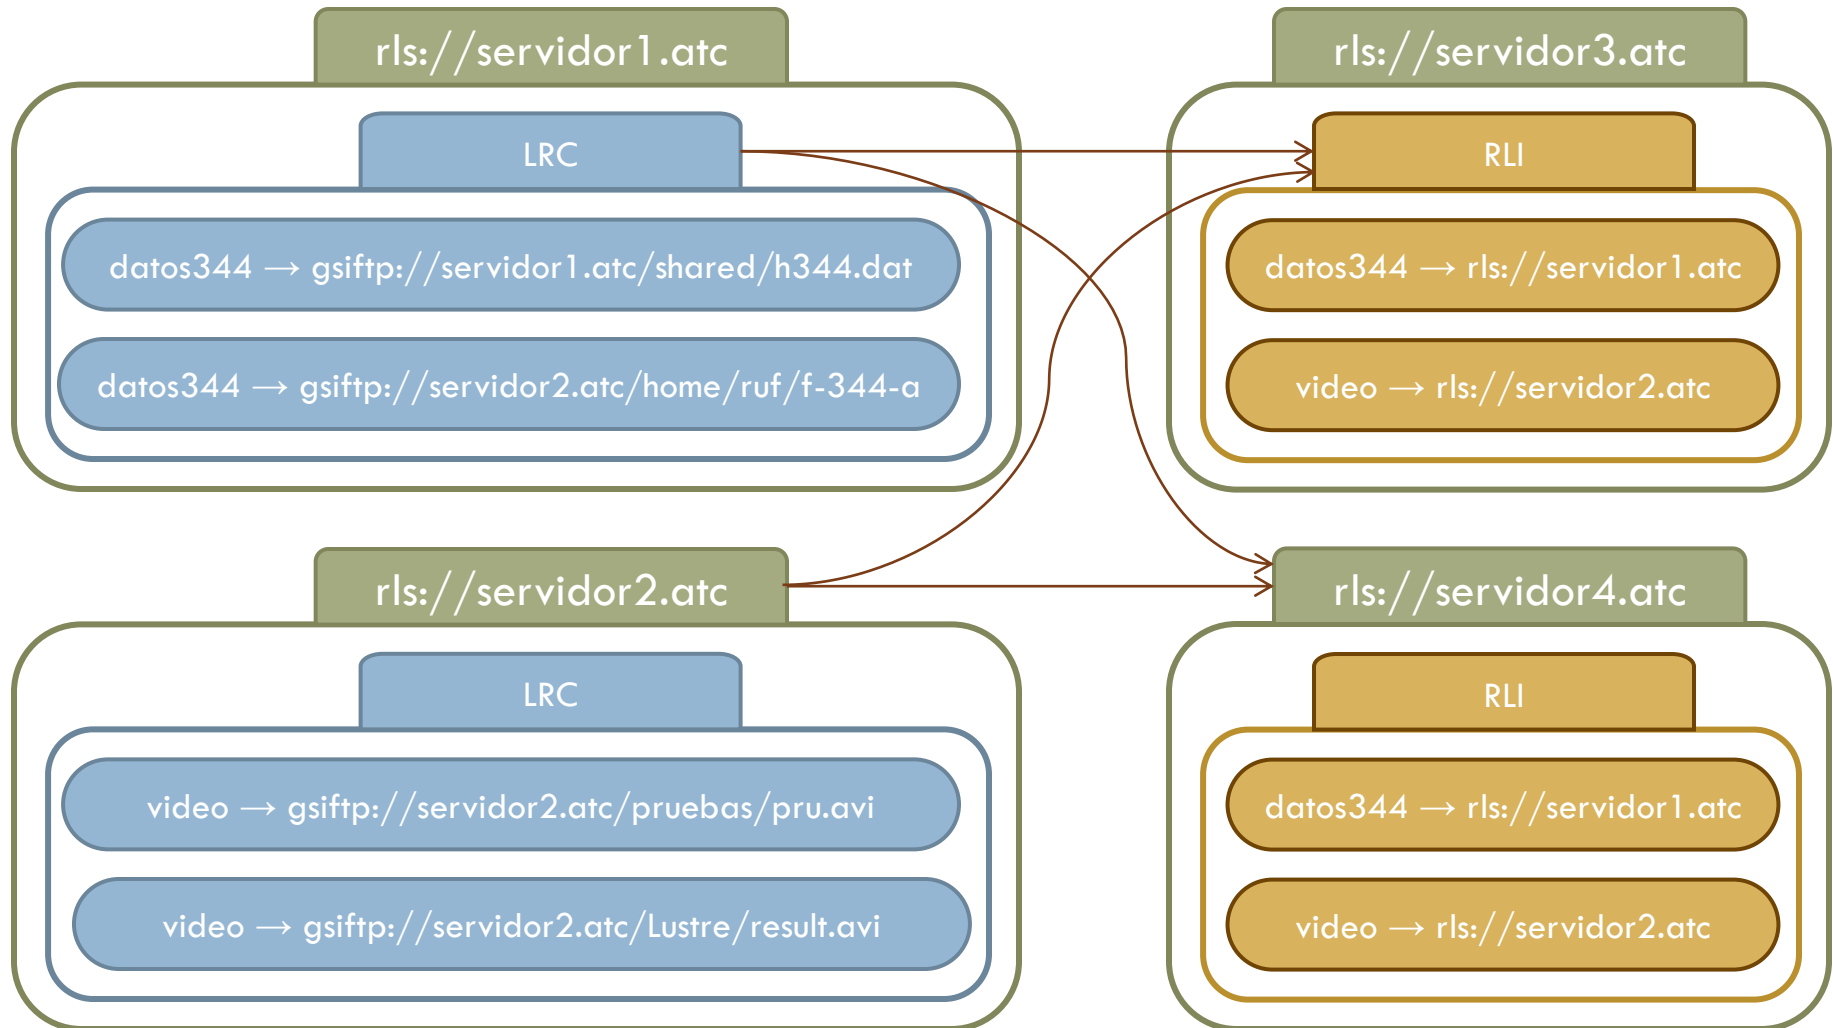 rls://servidor1.atc
LRC
datos344 → gsiftp://servidor1.atc/shared/h344.dat
datos344 → gsiftp://servidor2.atc/home/ruf/f-344-a
rls://servidor3.atc
RLI
datos344 → rls://servidor1.atc
video → rls://servidor2.atc
rls://servidor2.atc
LRC
video → gsiftp://servidor2.atc/pruebas/pru.avi
video → gsiftp://servidor2.atc/Lustre/result.avi
rls://servidor4.atc
RLI
datos344 → rls://servidor1.atc
video → rls://servidor2.atc